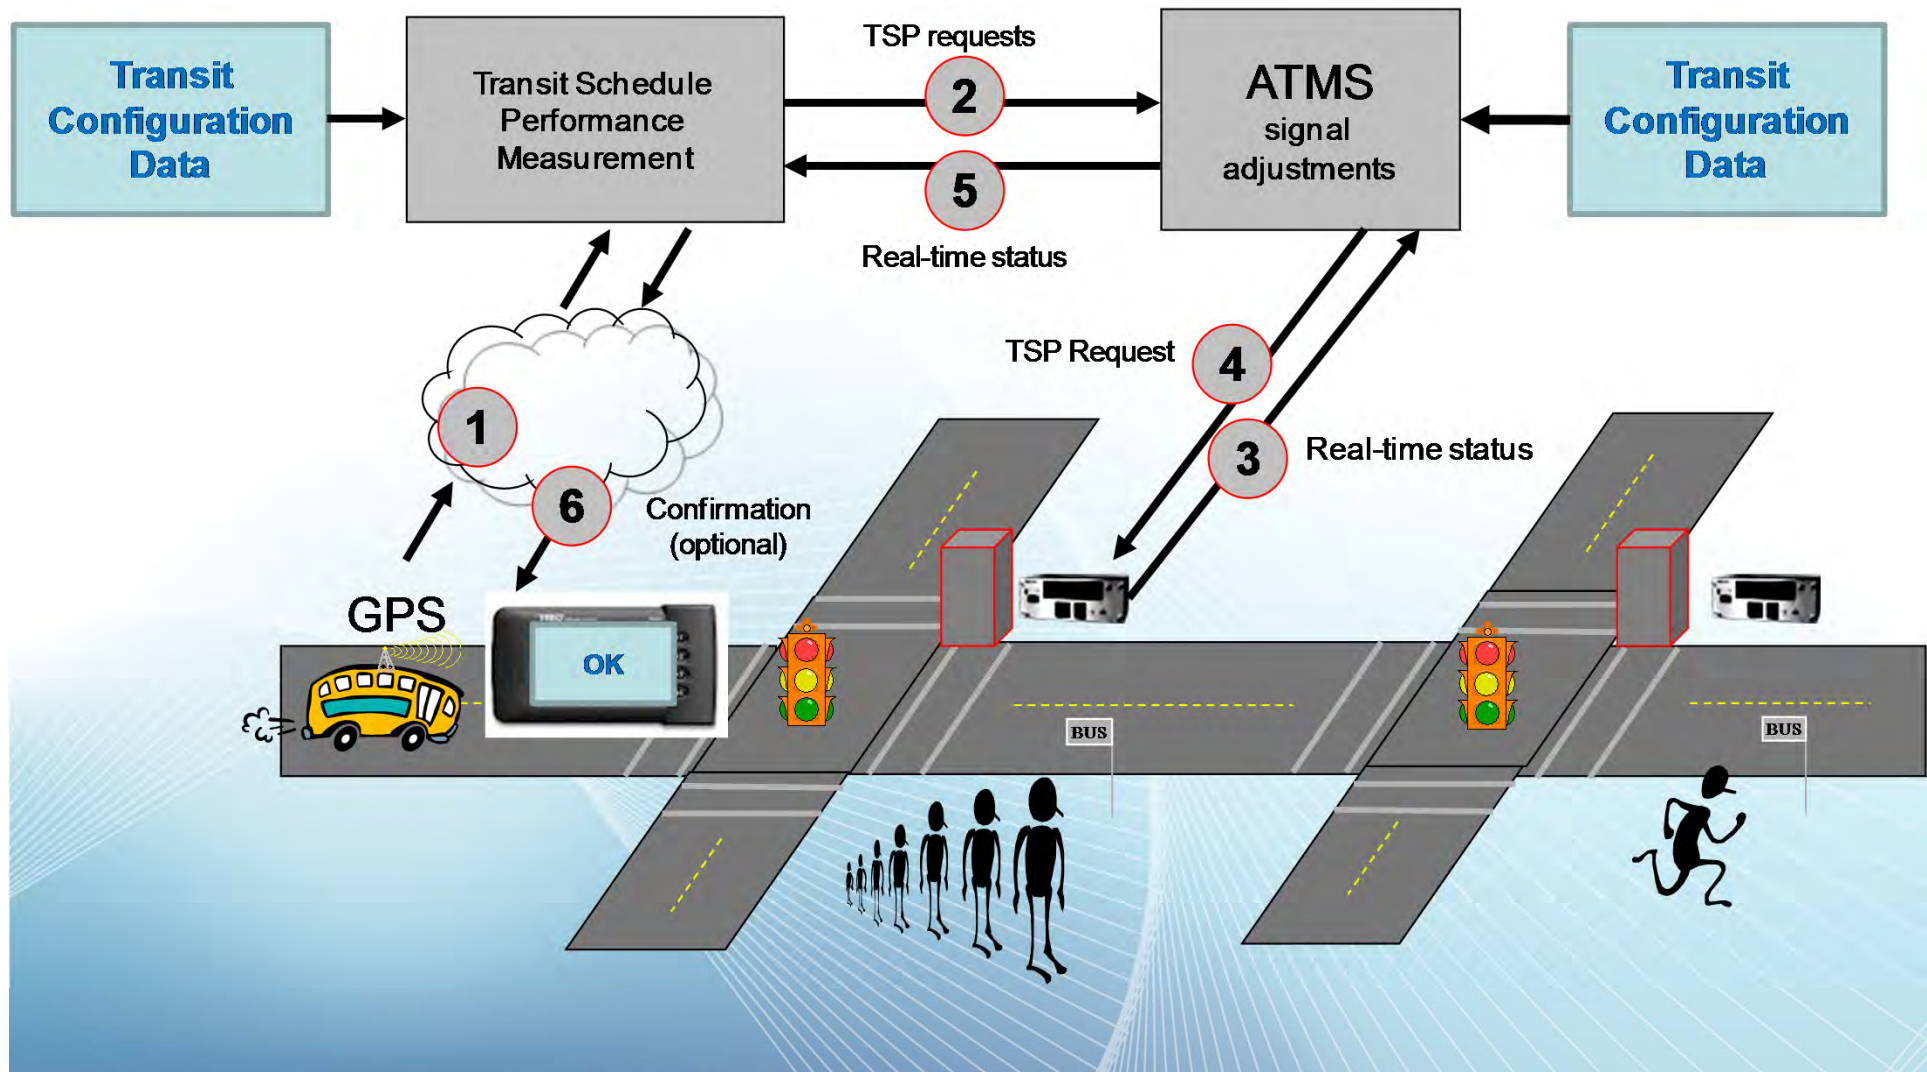 Transit
Configuration
Data
Transit Schedule
Performance
Measurement
TSP requests
2
5
Real-time status
ATMS
signal
adjustments
Transit
Configuration
Data
TSP Request
4
3
Real-time status
1
6
Confirmation
(optional)
GPS
OK
BUS
BUS